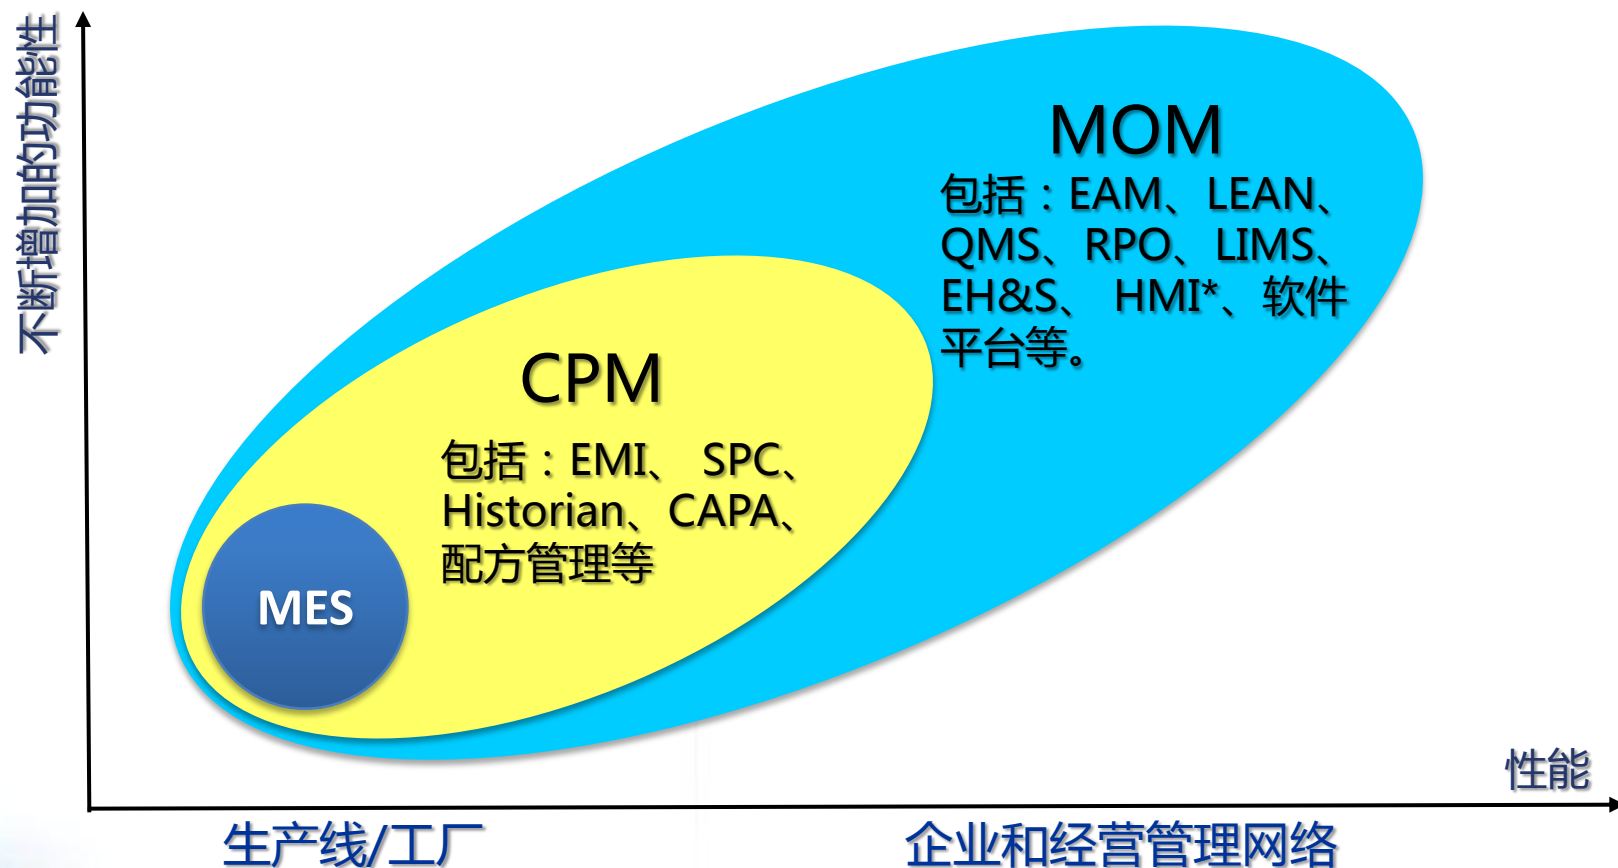 不断增加的功能性
MOM
包括：EAM、LEAN、
QMS、RPO、LIMS、
EH&S、 HMI*、软件
平台等。
CPM
包括：EMI、 SPC、
Historian、CAPA、
配方管理等
MES
性能
生产线/工厂
企业和经营管理网络